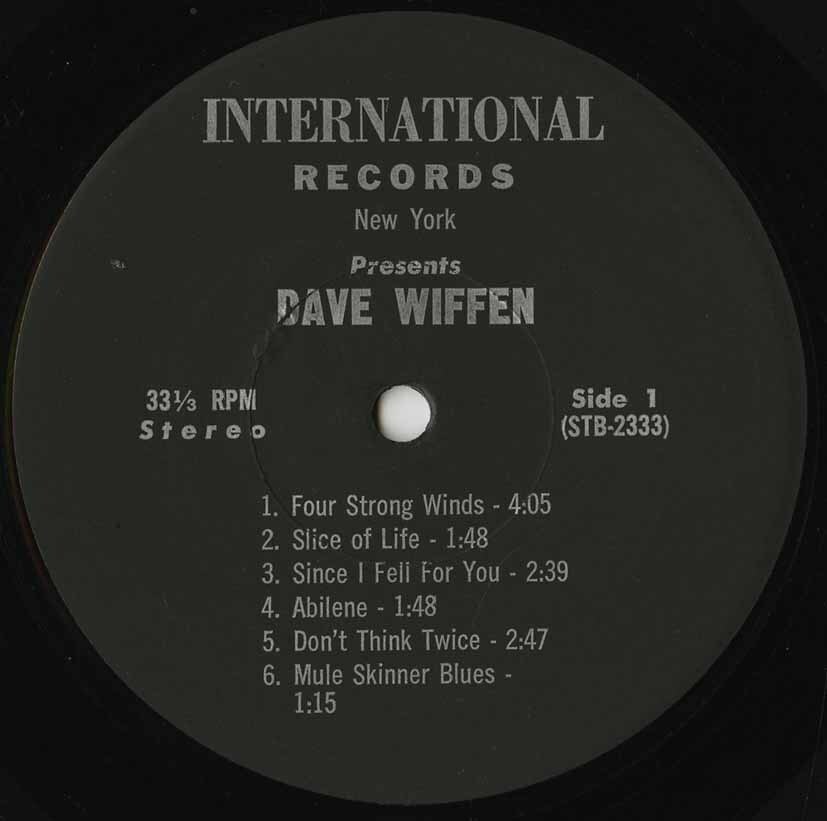 INTERNATIONAL
RECORDS
New York
Presents
DAVE WIFFEN
33⅓ RPM
Stereo
Side 1
(STB-2333)
1. Four Strong Winds - 4:05
2. Slice of Life - 1:48
3. Since I Fell For You - 2:39
4. Abilene - 1:48
5. Don't Think Twice - 2:47
6. Mule Skinner Blues -
1:15